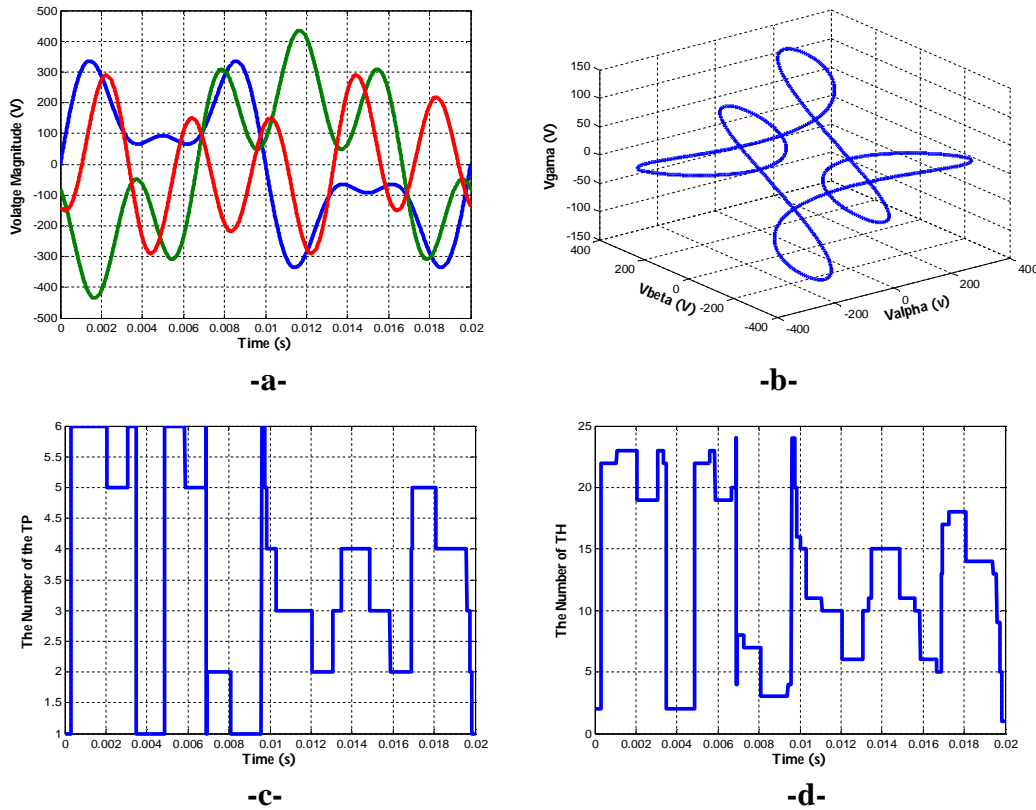 500
400
300
200
100
0
-100
-200
-300
-400
-500
Volalge Magnitude (V)
0 0.002 0.004 0.006 0.008 0.01 0.012 0.014 0.016 0.018 0.02
Time (s)
-a-
150
100
50
0
-50
-100
-150
Vgama (V)
200
0
-200
-400
Vbeta (V)
-400
-200
0
200
400
Valpha (v)
-b-
6
5.5
5
4.5
4
3.5
3
2.5
2
1.5
1
The Number of the TP
0 0.002 0.004 0.006 0.008 0.01 0.012 0.014 0.016 0.018 0.02
Time (s)
-c-
25
20
15
10
5
0
The Number of TH
0 0.002 0.004 0.006 0.008 0.01 0.012 0.014 0.016 0.018 0.02
Time (s)
-d-